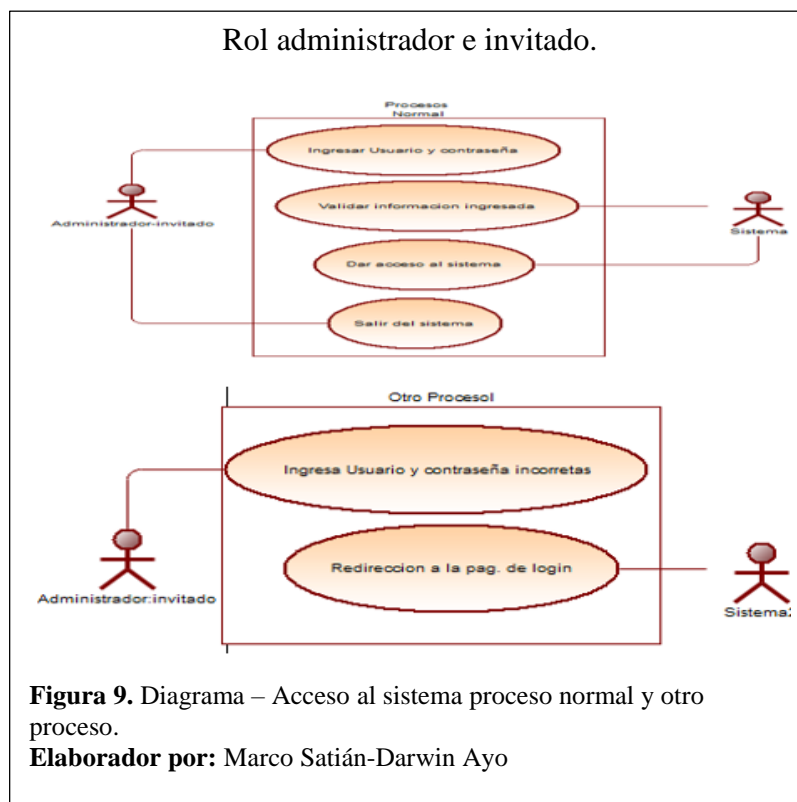 Rol administrador e invitado.
Procesos
Normal
Ingresar Usuario y contraseña
Validar informacion ingresada
Administrador-invitado
Sistema
Dar acceso al sistema
Salir del sistema
Otro Procesol
Ingresa Usuario y contraseña incorretas
Redireccion a la pag. de login
Administrador:invitado
Sistema2
Figura 9. Diagrama – Acceso al sistema proceso normal y otro
proceso.
Elaborador por: Marco Satián-Darwin Ayo